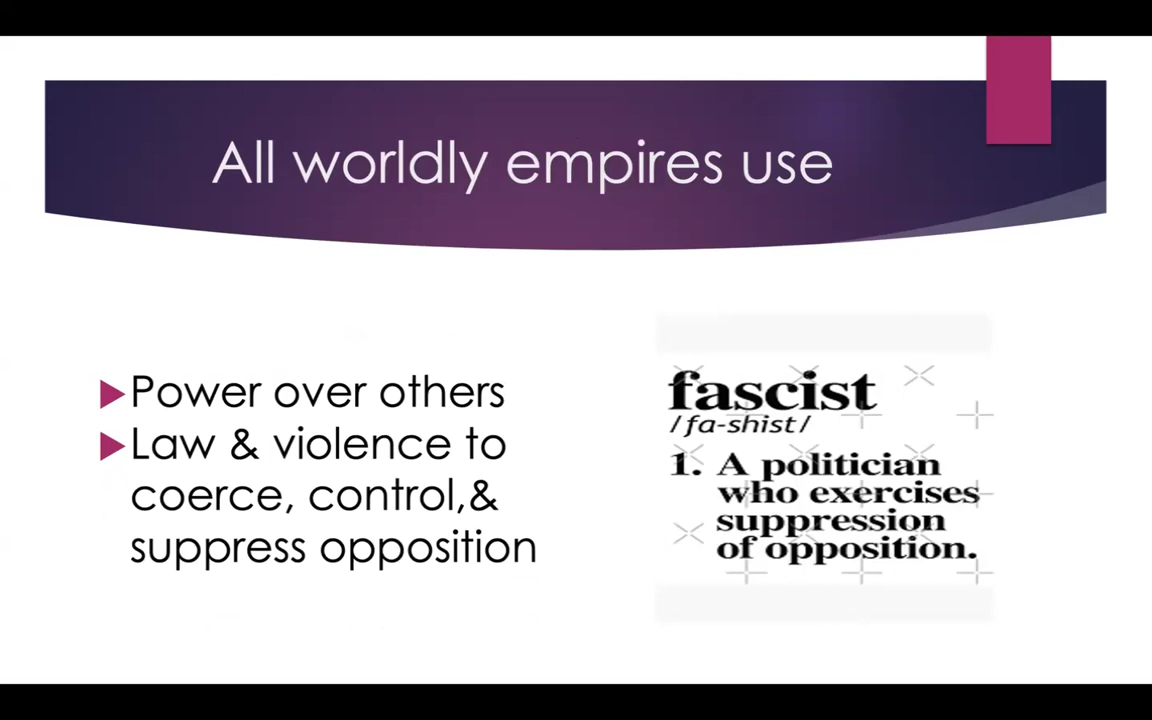 All worldly empires use
Power over others
Law & violence to
coerce, control,&
suppress opposition
fascist
/fa-shist/
1. A politician
who exercises
suppression
of opposition.